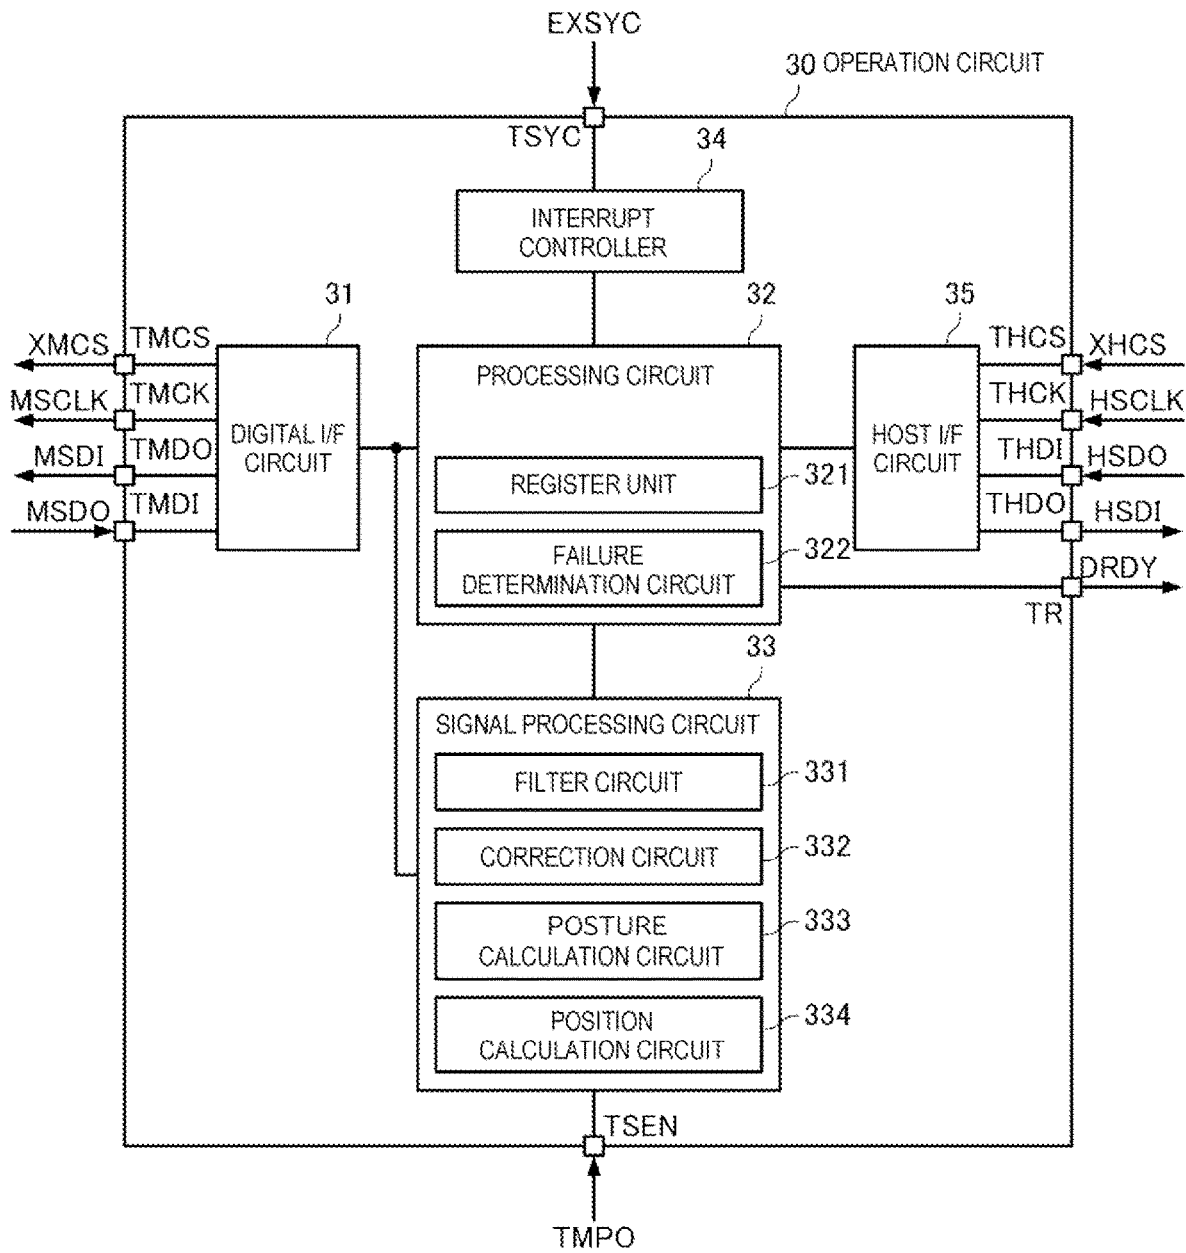 EXSYC
30 OPERATION CIRCUIT
TSYC
34
INTERRUPT
CONTROLLER
31
32
35
XMCS
TMCS
THCS
XHCS
PROCESSING CIRCUIT
MSCLK
TMCK
THCK
HSCLK
DIGITAL I/F
CIRCUIT
HOST I/F
CIRCUIT
MSDI
TMDO
THDI
HSDO
REGISTER UNIT
321
MSDO
TMDI
THDO
HSDI
FAILURE
DETERMINATION CIRCUIT
322
DRDY
TR
33
SIGNAL PROCESSING CIRCUIT
FILTER CIRCUIT
331
CORRECTION CIRCUIT
332
POSTURE
CALCULATION CIRCUIT
333
POSITION
CALCULATION CIRCUIT
334
TSEN
TMPO